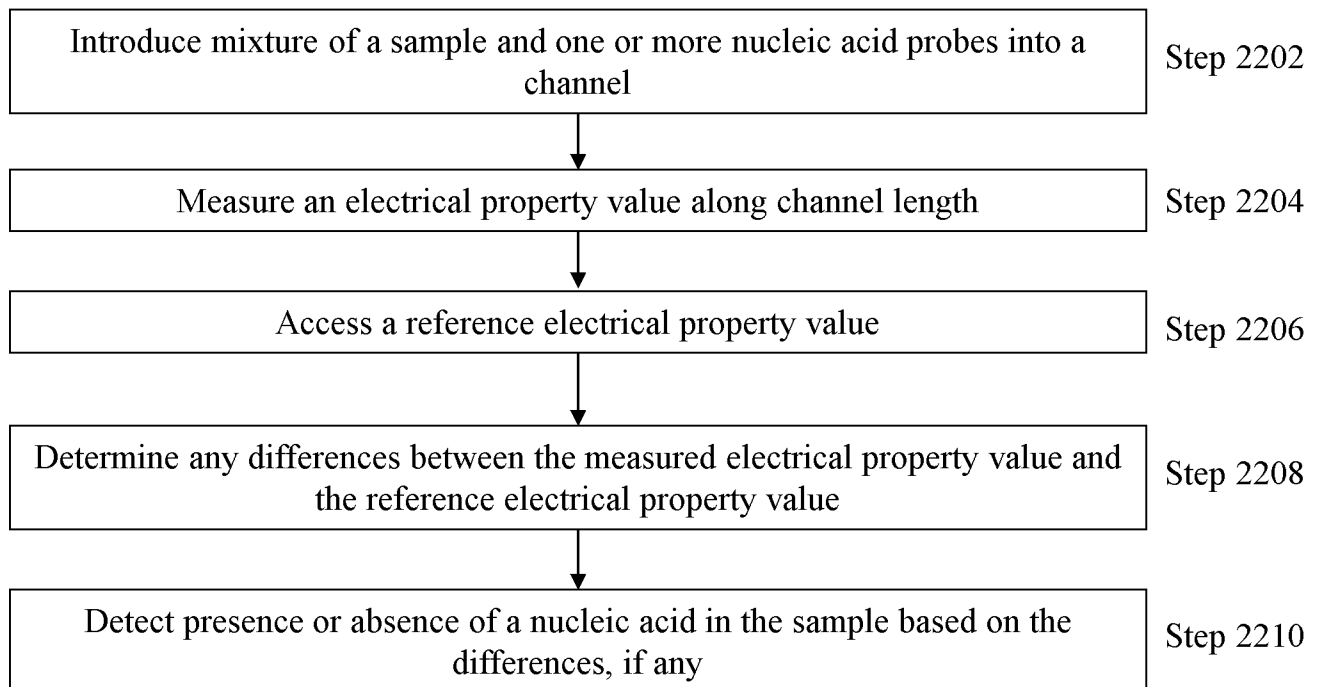 Introduce mixture of a sample and one or more nucleic acid probes into a
channel
Step 2202
Measure an electrical property value along channel length
Step 2204
Access a reference electrical property value
Step 2206
Determine any differences between the measured electrical property value and
the reference electrical property value
Step 2208
Detect presence or absence of a nucleic acid in the sample based on the
differences, if any
Step 2210